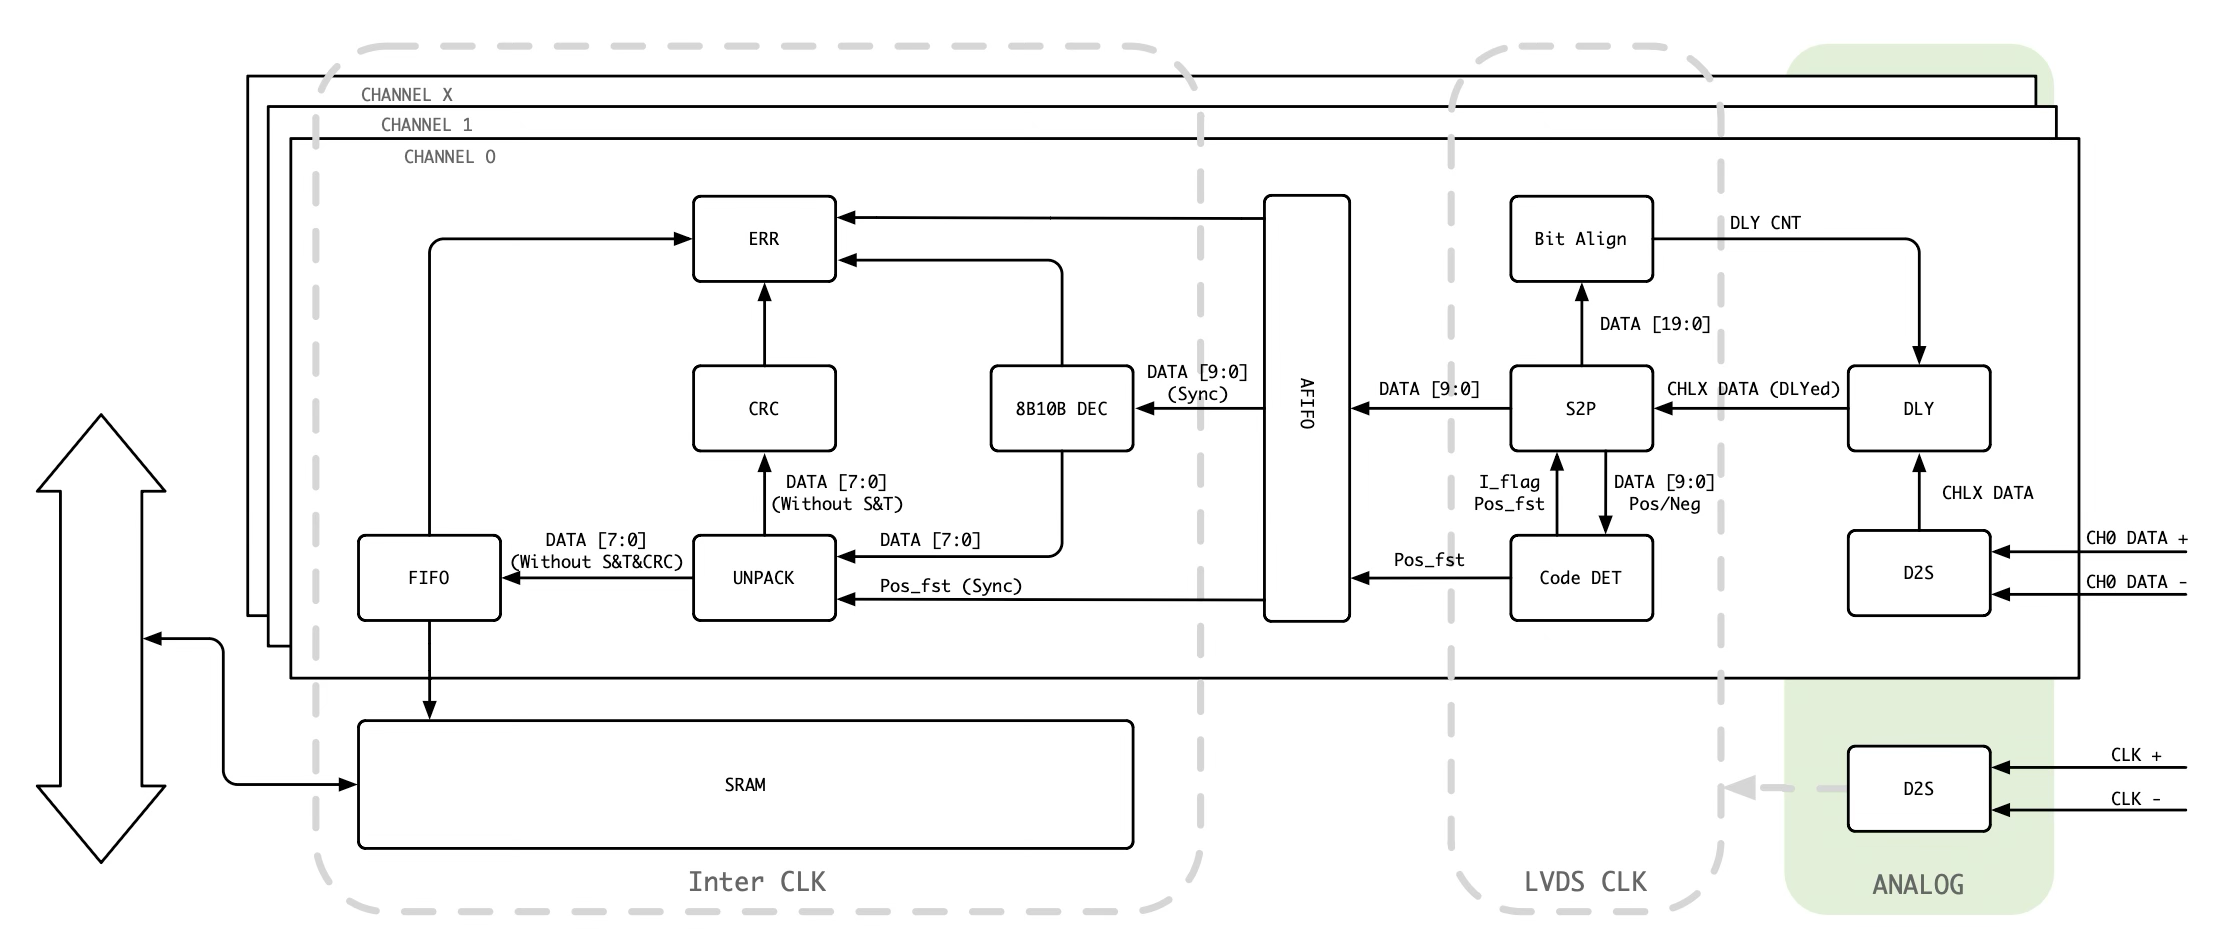 CHANNEL X
CHANNEL 1
CHANNEL 0
ERR
Bit Align
DLY CNT
DATA [19:0]
CRC
8B10B DEC
DATA [9:0]
(Sync)
AFIFO
DATA [9:0]
S2P
CHLX DATA (DLYed)
DLY
DATA [7:0]
(Without S&T)
I_flag
Pos_fst
DATA [9:0]
Pos/Neg
CHLX DATA
FIFO
DATA [7:0]
(Without S&T&CRC)
UNPACK
DATA [7:0]
Pos_fst (Sync)
Pos_fst
Code DET
D2S
CH0 DATA +
CH0 DATA -
SRAM
D2S
CLK +
CLK -
Inter CLK
LVDS CLK
ANALOG